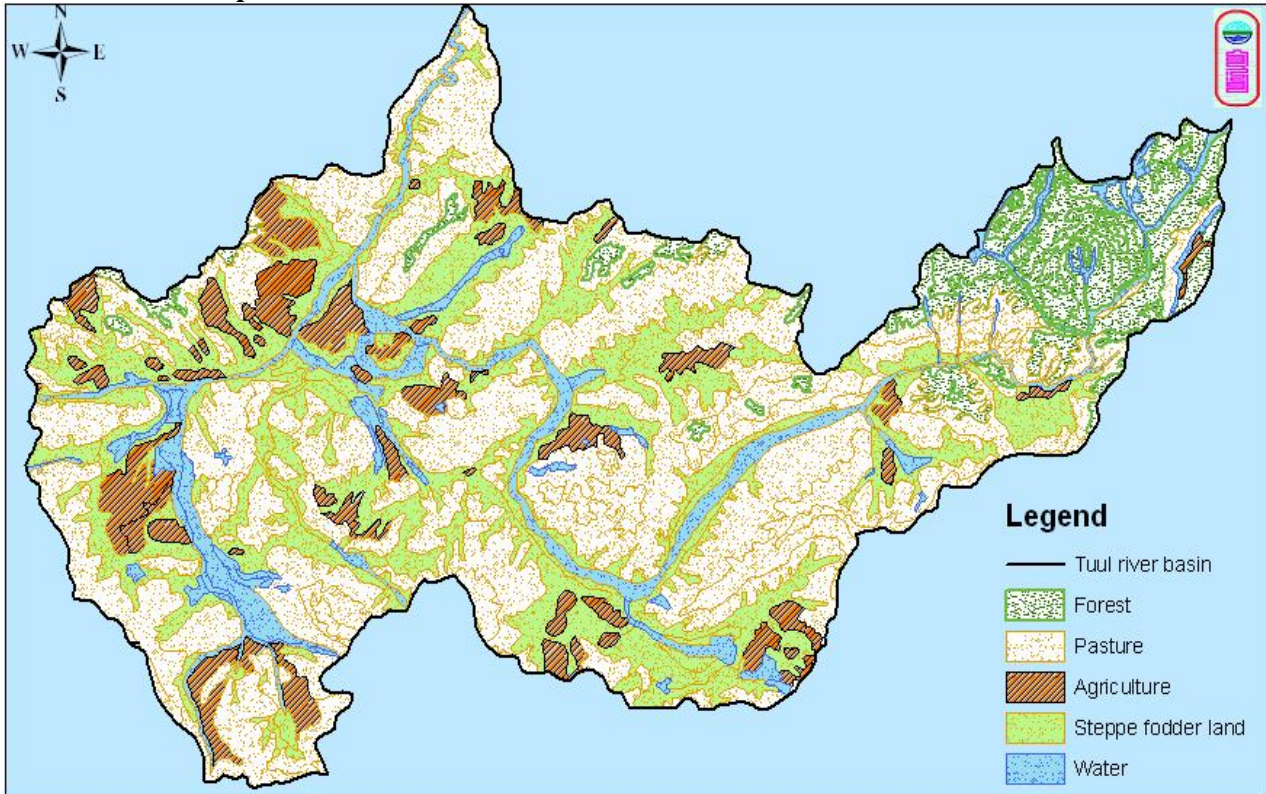 N
W E
S
Legend
Tuul river basin
Forest
Pasture
Agriculture
Steppe fodder land
Water